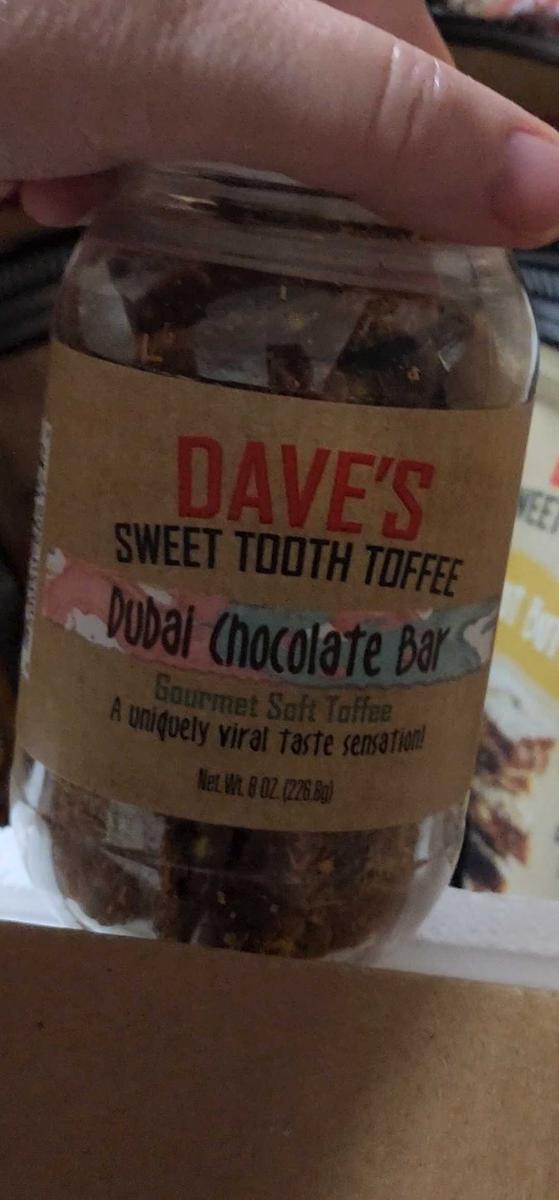 DAVE'S
SWEET TOOTH TOFFEE
Dubai Chocolate Bar
Gourmet Soft Toffee
A uniquely viral taste sensation!
Net. Wt. 8 OZ. (226.8g)